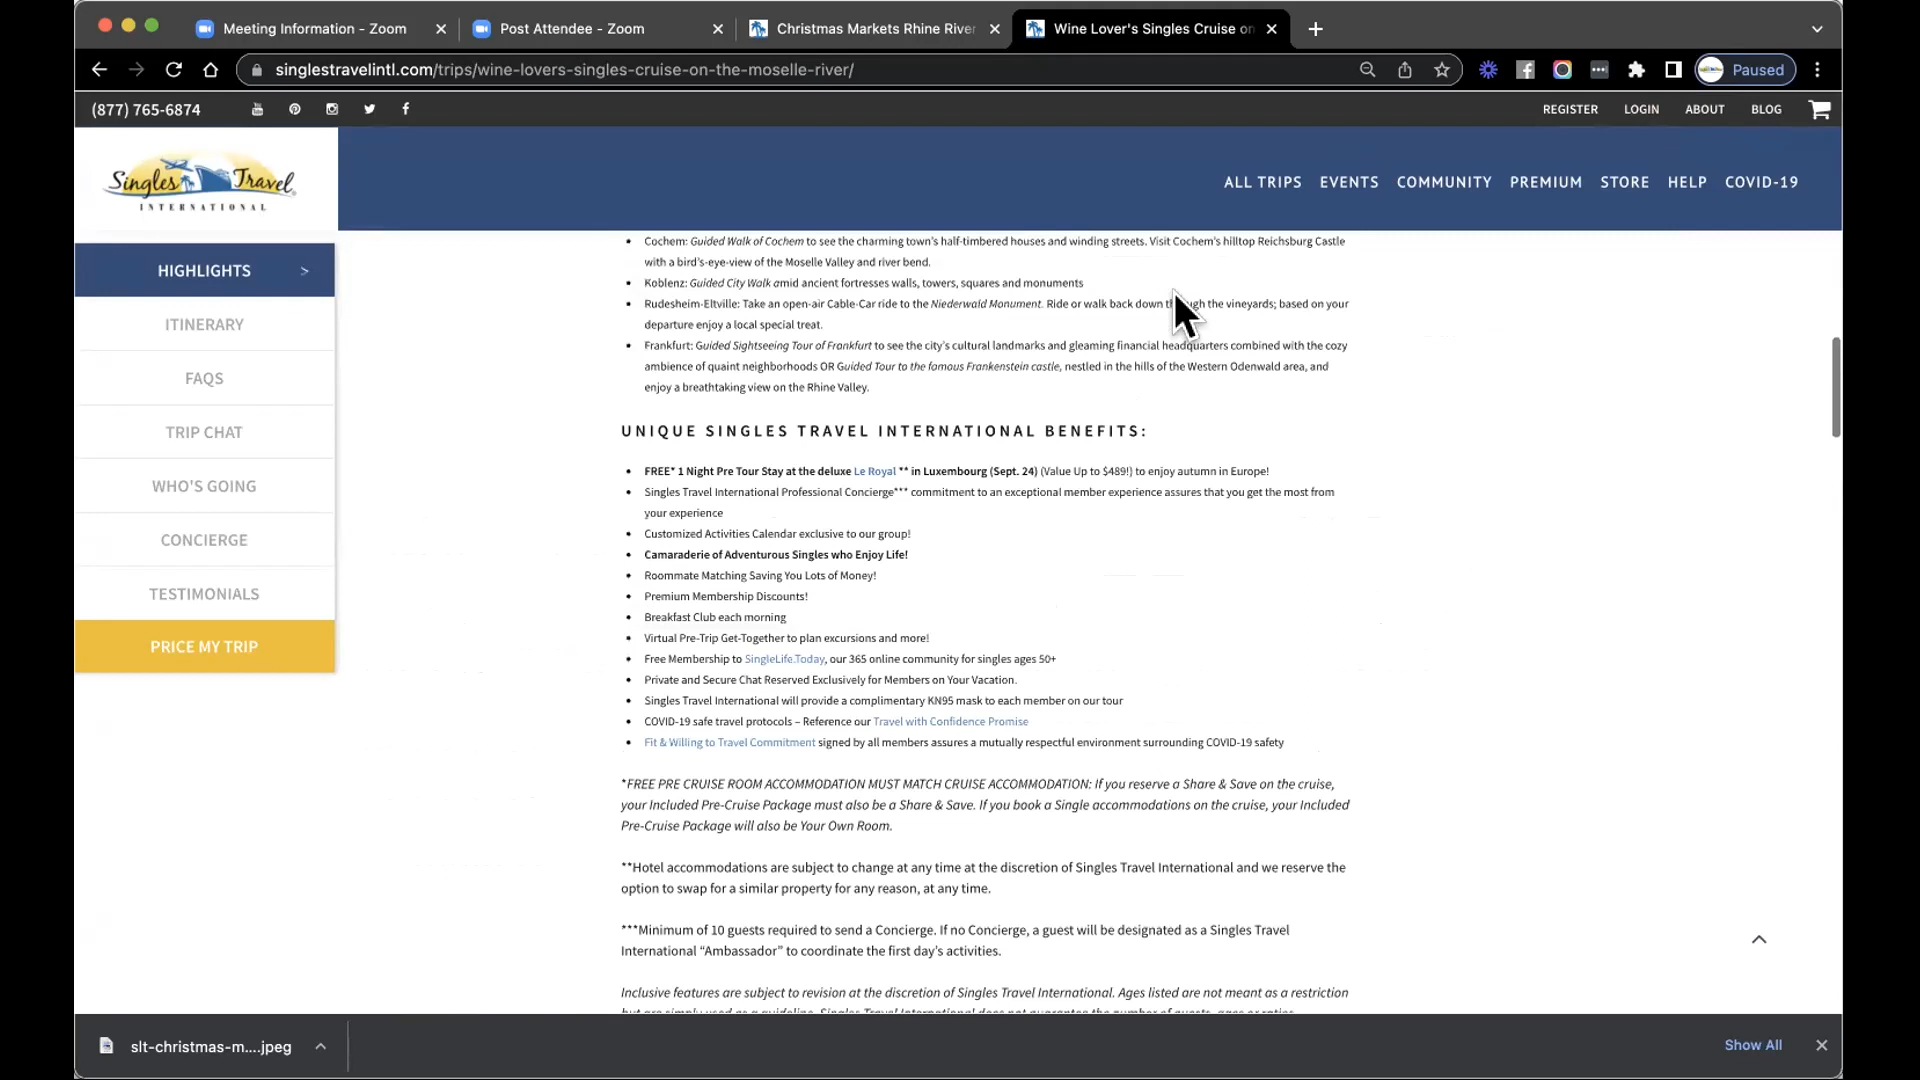 Meeting Information - Zoom
Post Attendee - Zoom
Christmas Markets Rhine River
Wine Lover's Singles Cruise on
singlestravelintl.com/trips/wine-lovers-singles-cruise-on-the-moselle-river/
Paused
(877) 765-6874
REGISTER LOGIN ABOUT BLOG
Singles Travel
INTERNATIONAL
ALL TRIPS EVENTS COMMUNITY PREMIUM STORE HELP COVID-19
HIGHLIGHTS >
ITINERARY
FAQS
TRIP CHAT
WHO'S GOING
CONCIERGE
TESTIMONIALS
PRICE MY TRIP
• Cochem: Guided Walk of Cochem to see the charming town's half-timbered houses and winding streets. Visit Cochem's hilltop Reichsburg Castle
with a bird's-eye-view of the Moselle Valley and river bend.
• Koblenz: Guided City Walk amid ancient fortresses walls, towers, squares and monuments
• Rudesheim-Eltville: Take an open-air Cable-Car ride to the Niederwald Monument. Ride or walk back down through the vineyards; based on your
departure enjoy a local special treat.
• Frankfurt: Guided Sightseeing Tour of Frankfurt to see the city's cultural landmarks and gleaming financial headquarters combined with the cozy
ambience of quaint neighborhoods OR Guided Tour to the famous Frankenstein castle, nestled in the hills of the Western Odenwald area, and
enjoy a breathtaking view on the Rhine Valley.
UNIQUE SINGLES TRAVEL INTERNATIONAL BENEFITS:
• FREE* 1 Night Pre Tour Stay at the deluxe Le Royal ** in Luxembourg (Sept. 24) (Value Up to $489!) to enjoy autumn in Europe!
• Singles Travel International Professional Concierge*** commitment to an exceptional member experience assures that you get the most from
your experience
• Customized Activities Calendar exclusive to our group!
• Camaraderie of Adventurous Singles who Enjoy Life!
• Roommate Matching Saving You Lots of Money!
• Premium Membership Discounts!
• Breakfast Club each morning
• Virtual Pre-Trip Get-Together to plan excursions and more!
• Free Membership to SingleLife.Today, our 365 online community for singles ages 50+
• Private and Secure Chat Reserved Exclusively for Members on Your Vacation.
• Singles Travel International will provide a complimentary KN95 mask to each member on our tour
• COVID-19 safe travel protocols – Reference our Travel with Confidence Promise
• Fit & Willing to Travel Commitment signed by all members assures a mutually respectful environment surrounding COVID-19 safety
*FREE PRE CRUISE ROOM ACCOMMODATION MUST MATCH CRUISE ACCOMMODATION: If you reserve a Share & Save on the cruise,
your Included Pre-Cruise Package must also be a Share & Save. If you book a Single accommodations on the cruise, your Included
Pre-Cruise Package will also be Your Own Room.
**Hotel accommodations are subject to change at any time at the discretion of Singles Travel International and we reserve the
option to swap for a similar property for any reason, at any time.
***Minimum of 10 guests required to send a Concierge. If no Concierge, a guest will be designated as a Singles Travel
International “Ambassador” to coordinate the first day's activities.
Inclusive features are subject to revision at the discretion of Singles Travel International. Ages listed are not meant as a restriction
slt-christmas-m....jpeg
Show All